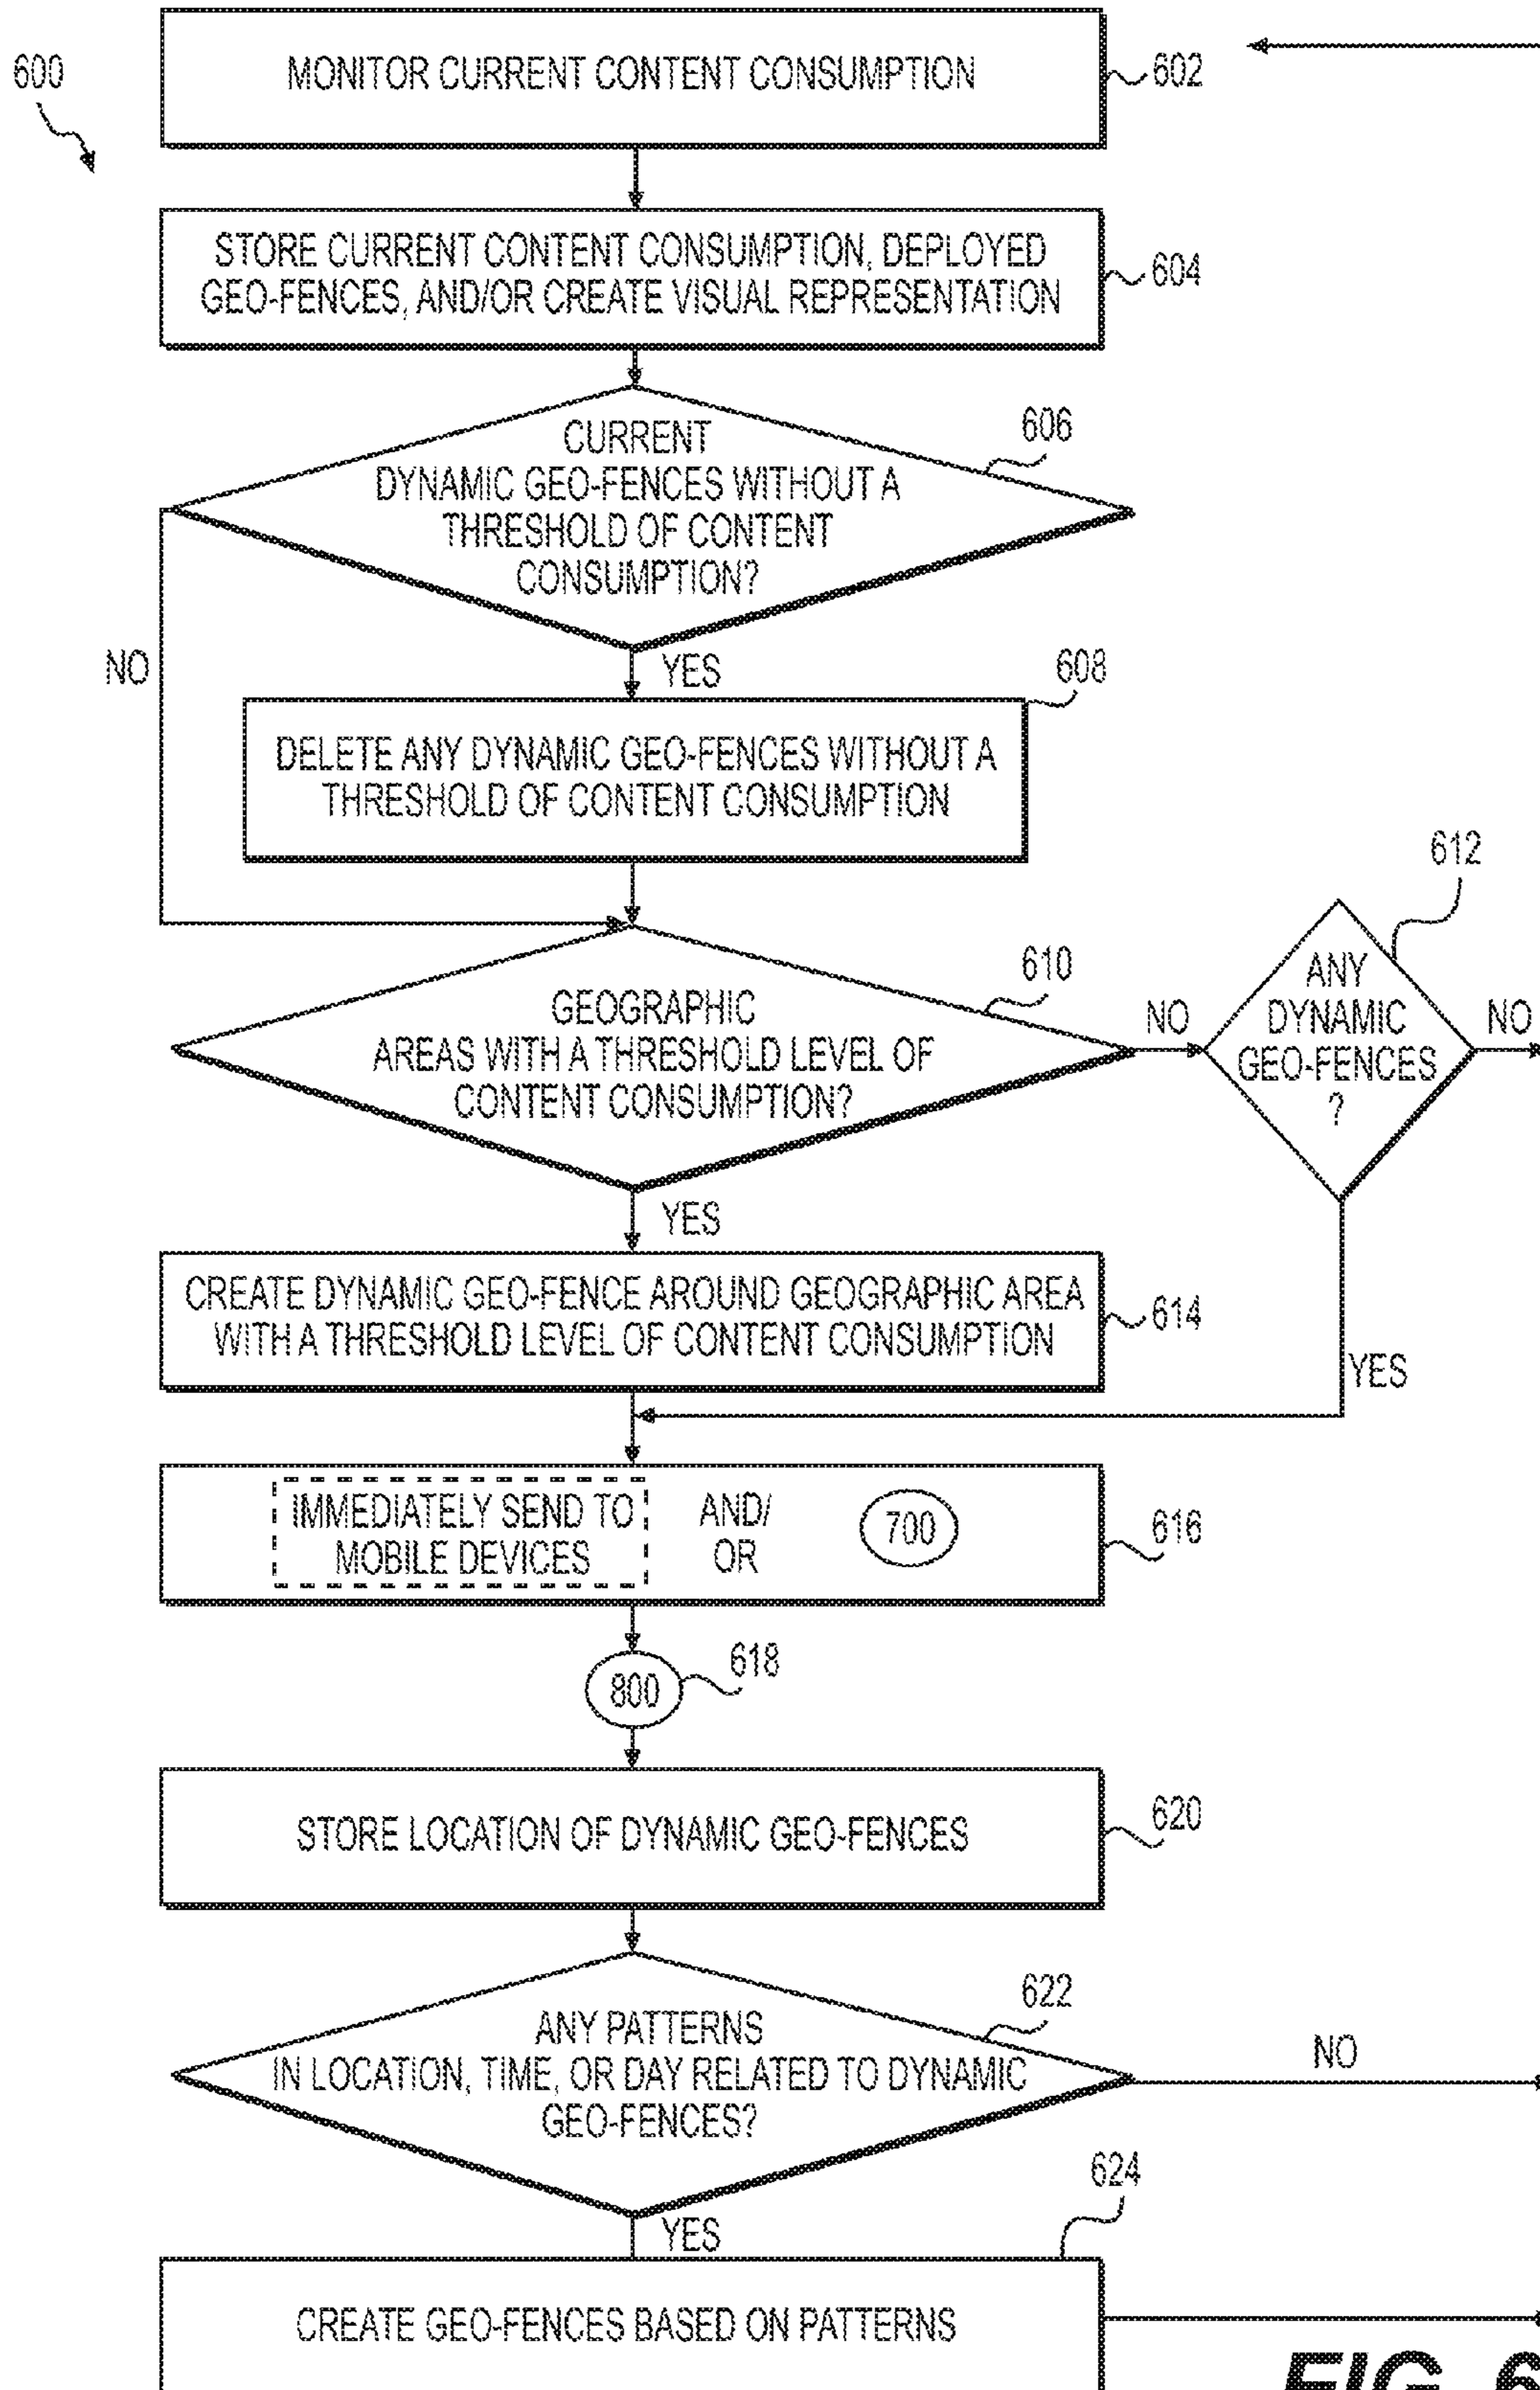 600
MONITOR CURRENT CONTENT CONSUMPTION
602
STORE CURRENT CONTENT CONSUMPTION, DEPLOYED
GEO-FENCES, AND/OR CREATE VISUAL REPRESENTATION
604
CURRENT
DYNAMIC GEO-FENCES WITHOUT A
THRESHOLD OF CONTENT
CONSUMPTION?
606
NO
YES
608
DELETE ANY DYNAMIC GEO-FENCES WITHOUT A
THRESHOLD OF CONTENT CONSUMPTION
GEOGRAPHIC
AREAS WITH A THRESHOLD LEVEL OF
CONTENT CONSUMPTION?
610
NO
612
ANY
DYNAMIC
GEO-FENCES
?
NO
YES
YES
CREATE DYNAMIC GEO-FENCE AROUND GEOGRAPHIC AREA
WITH A THRESHOLD LEVEL OF CONTENT CONSUMPTION
614
IMMEDIATELY SEND TO
MOBILE DEVICES
AND/
OR
700
616
800
618
STORE LOCATION OF DYNAMIC GEO-FENCES
620
ANY PATTERNS
IN LOCATION, TIME, OR DAY RELATED TO DYNAMIC
GEO-FENCES?
622
NO
YES
624
CREATE GEO-FENCES BASED ON PATTERNS
FIG. 6